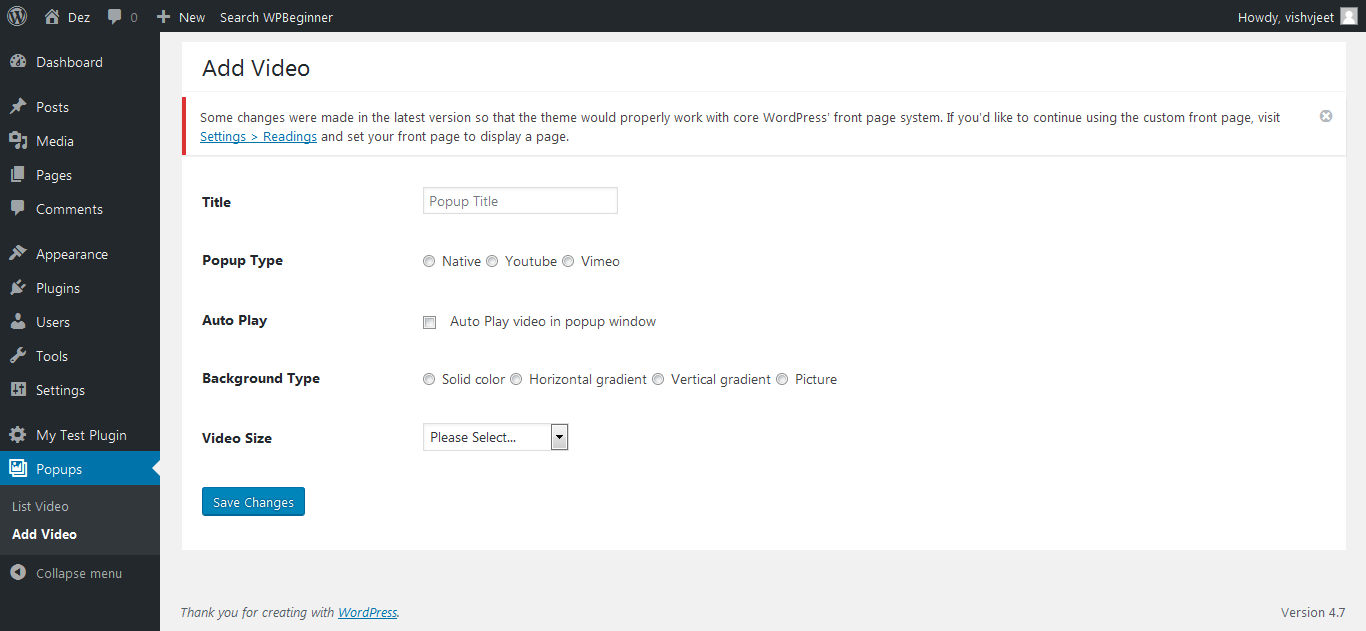 Dez 0 New Search WPBeginner Howdy, vishvjeet
Dashboard
Posts
Media
Pages
Comments
Appearance
Plugins
Users
Tools
Settings
My Test Plugin
Popups
List Video
Add Video
Collapse menu
Add Video
Some changes were made in the latest version so that the theme would properly work with core WordPress' front page system. If you'd like to continue using the custom front page, visit
Settings > Readings and set your front page to display a page.
Title Popup Title
Popup Type Native Youtube Vimeo
Auto Play Auto Play video in popup window
Background Type Solid color Horizontal gradient Vertical gradient Picture
Video Size Please Select...
Save Changes
Thank you for creating with WordPress. Version 4.7